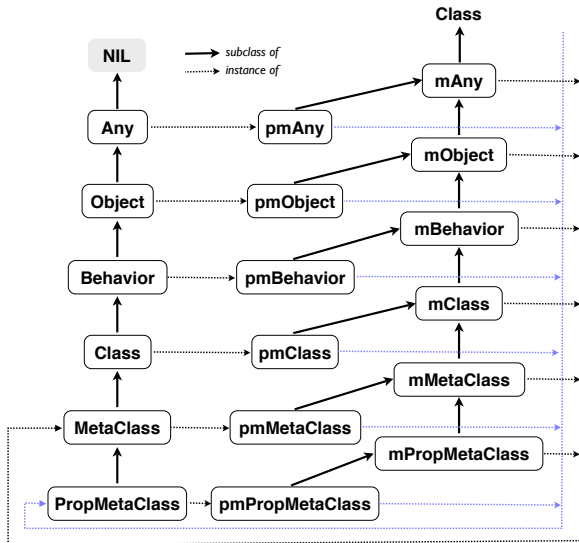 Class
NIL
subclass of
instance of
mAny
Any
pmAny
mObject
Object
pmObject
mBehavior
Behavior
pmBehavior
mClass
Class
pmClass
mMetaClass
MetaClass
pmMetaClass
mPropMetaClass
PropMetaClass
pmPropMetaClass